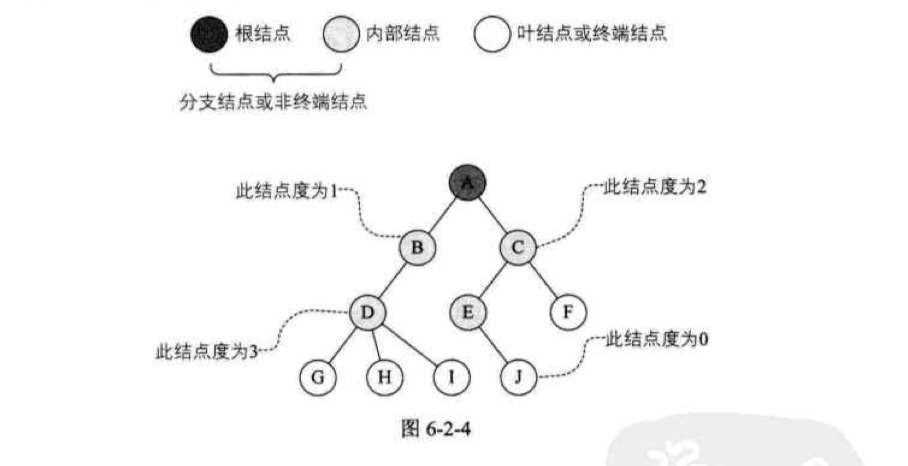 根结点 内部结点 叶结点或终端结点
分支结点或非终端结点
A
此结点度为1 此结点度为2
B C
D E F
此结点度为3 此结点度为0
G H I J
图 6-2-4